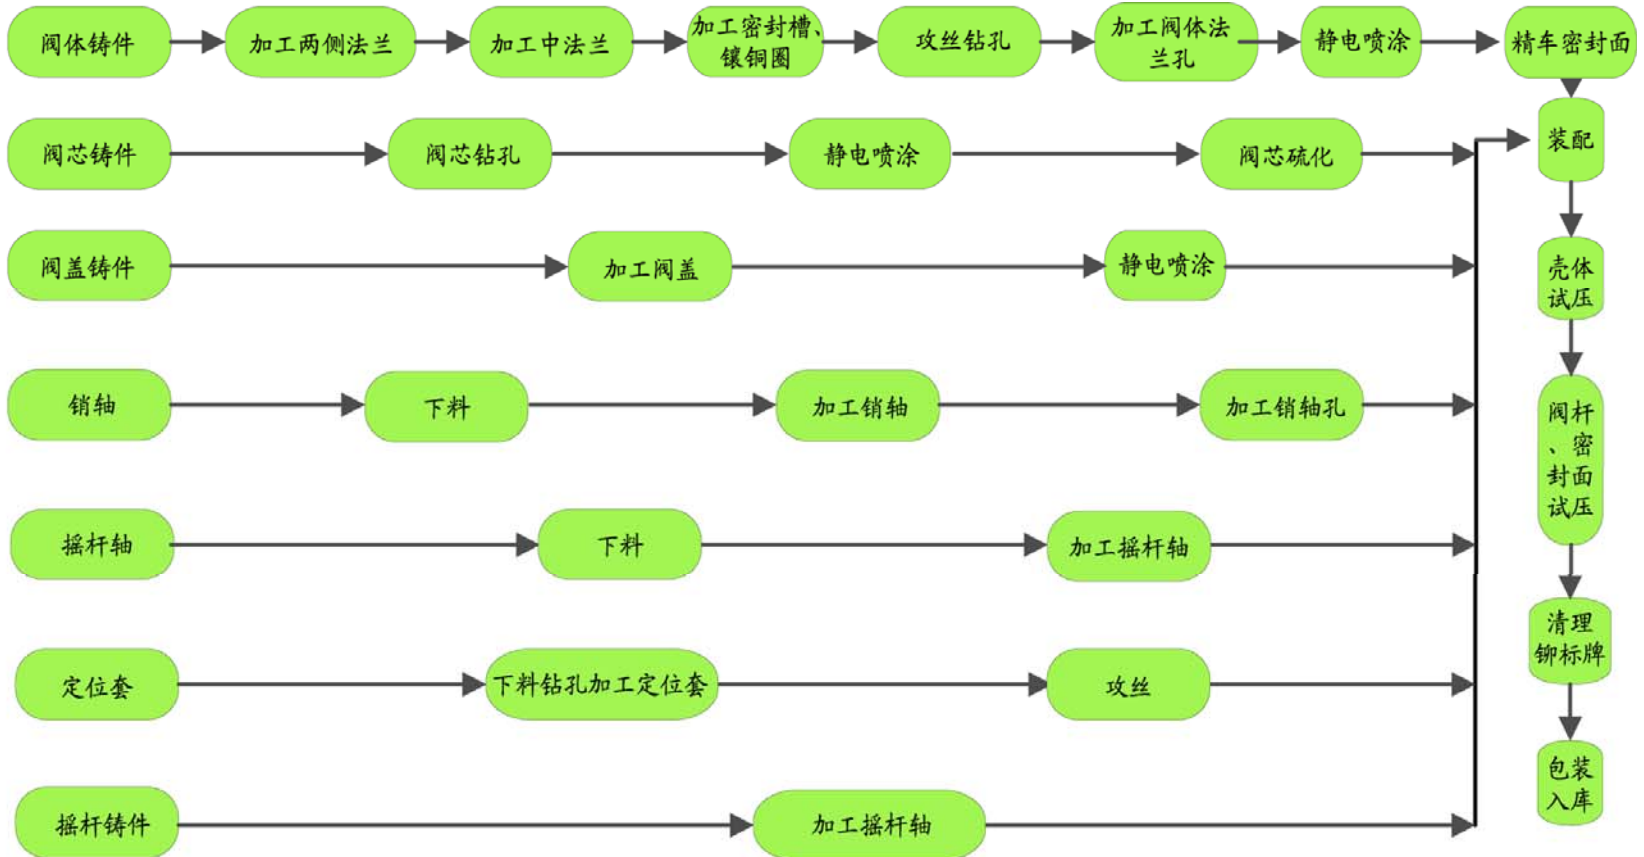 阀体铸件
加工两侧法兰
加工中法兰
加工密封槽、
镶铜圈
攻丝钻孔
加工阀体法
兰孔
静电喷涂
精车密封面
阀芯铸件
阀芯钻孔
静电喷涂
阀芯硫化
装配
阀盖铸件
加工阀盖
静电喷涂
壳体
试压
销轴
下料
加工销轴
加工销轴孔
阀杆
、密
封面
试压
摇杆轴
下料
加工摇杆轴
清理
铆标牌
定位套
下料钻孔加工定位套
攻丝
包装
入库
摇杆铸件
加工摇杆轴